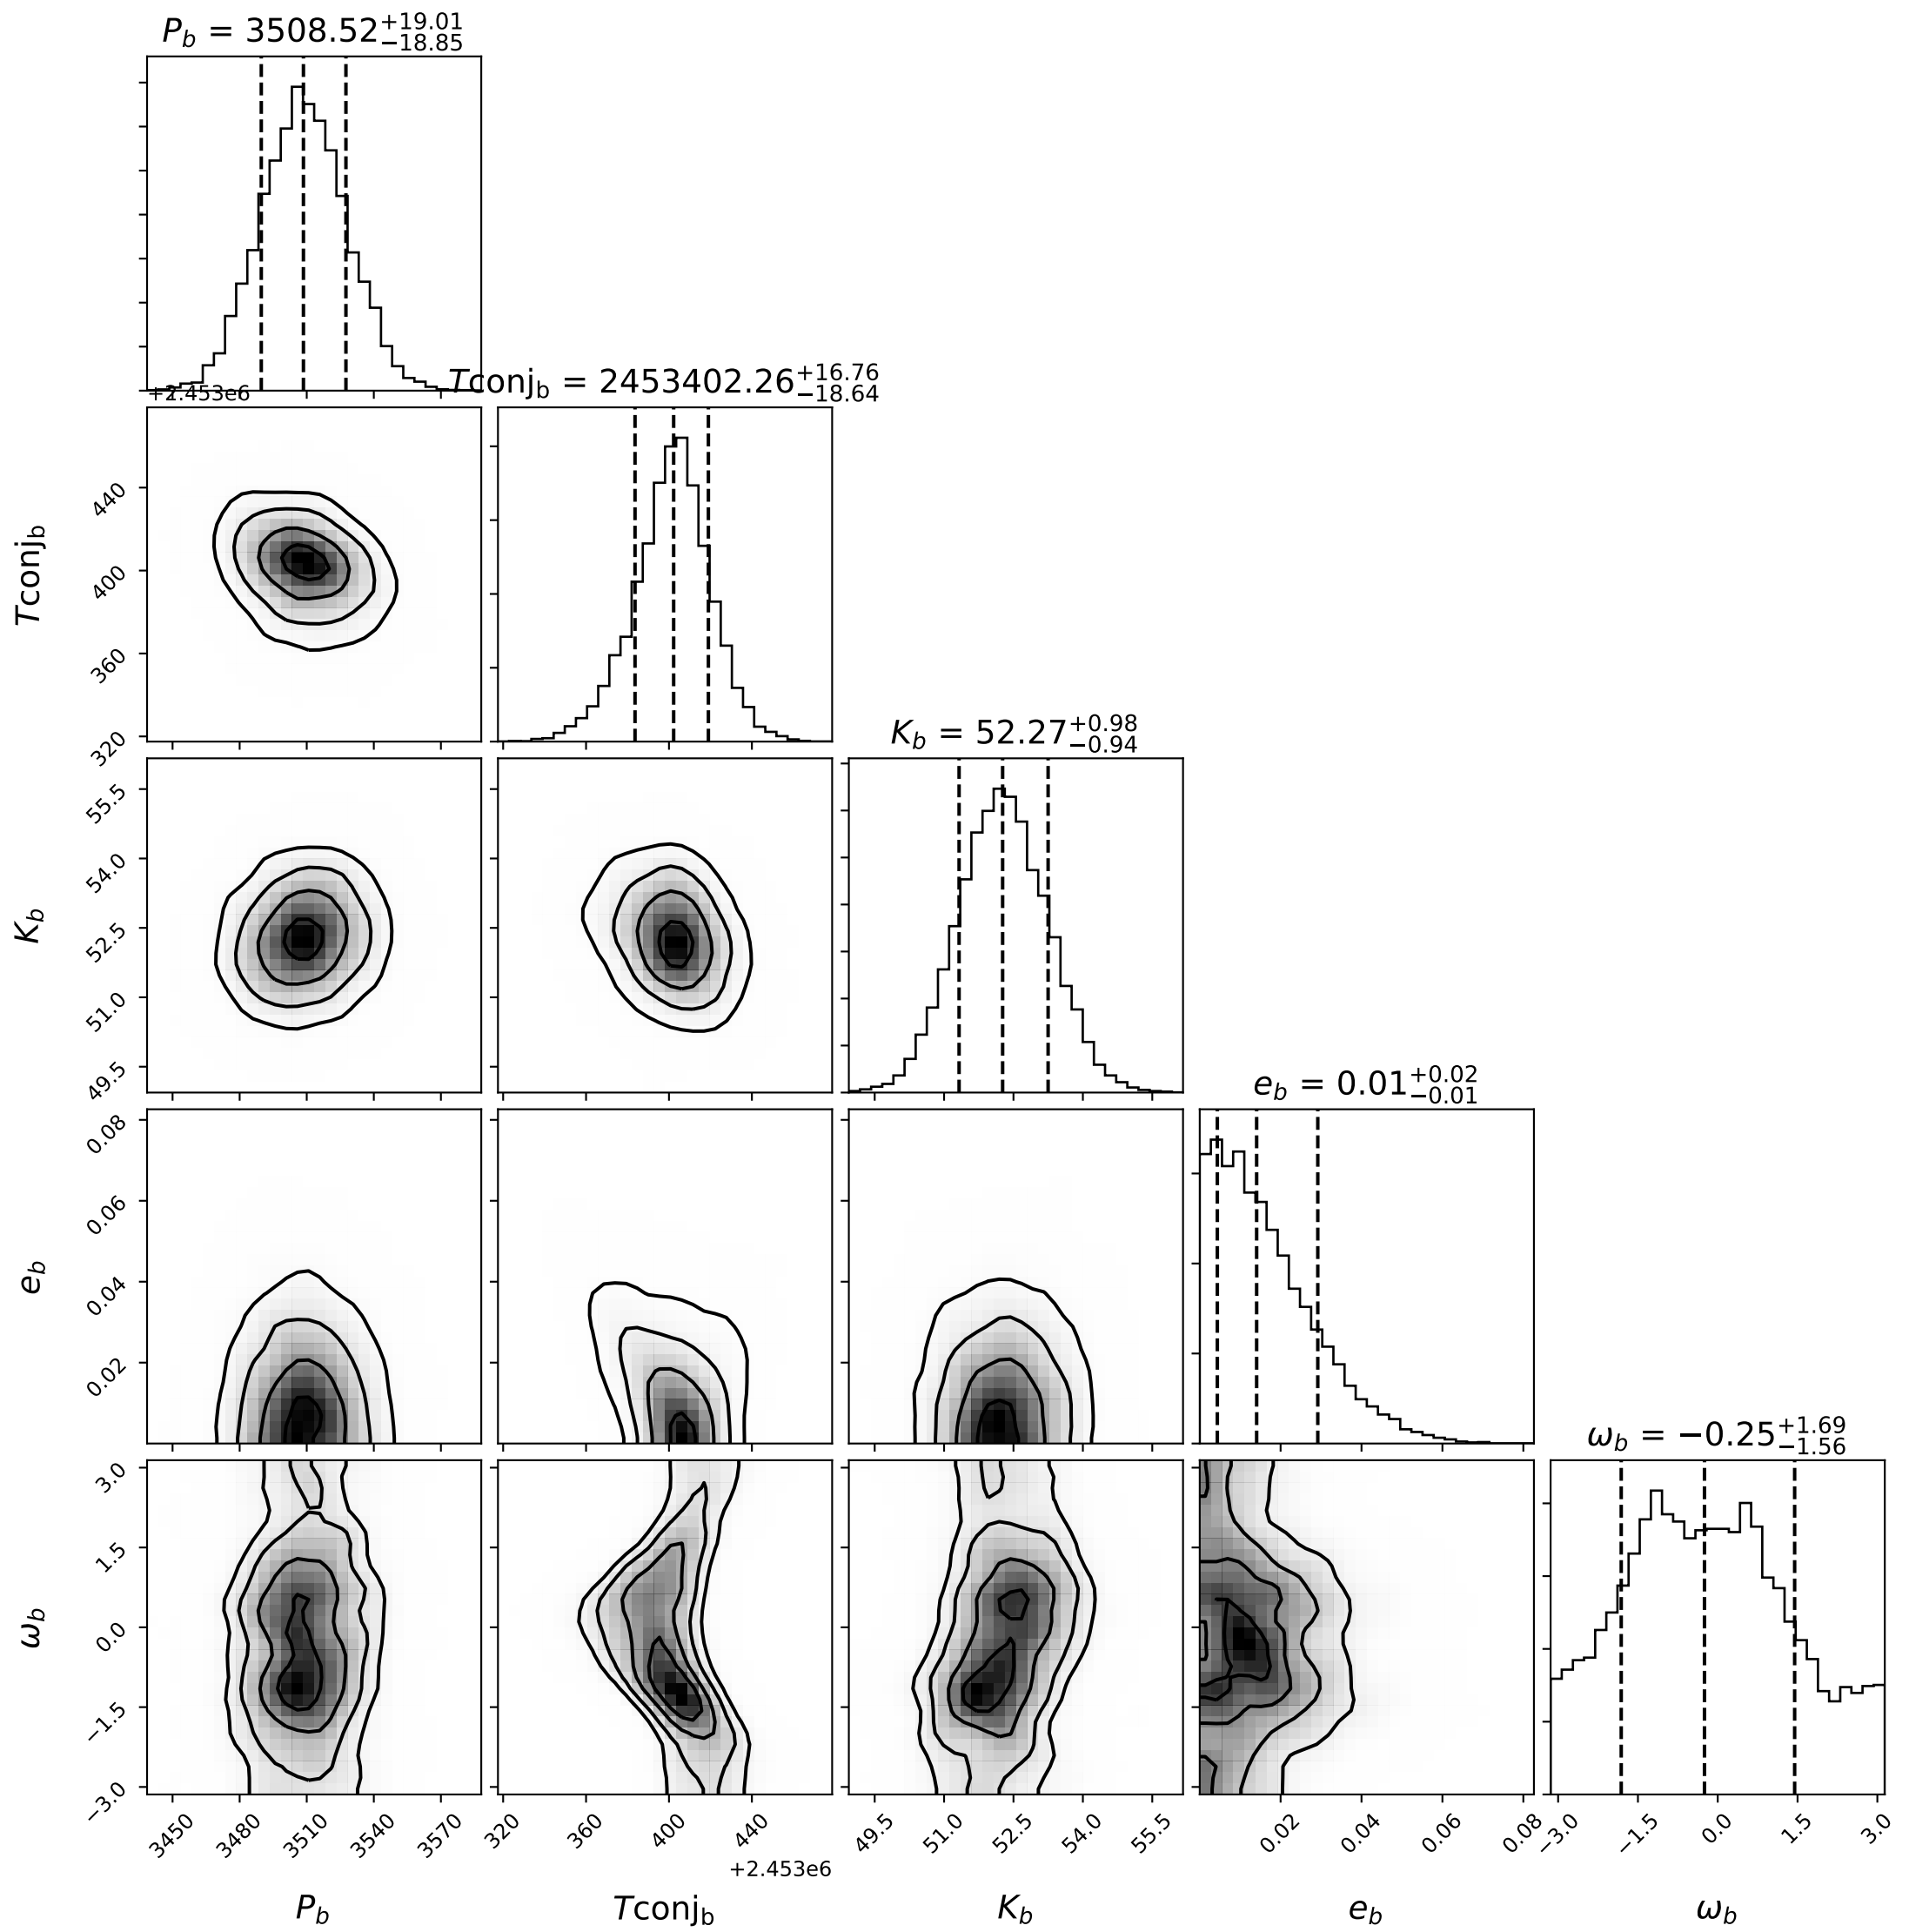 P_b = 3508.52 +19.01 −18.85
+2.453e6
Tconj_b = 2453402.26 +16.76 −18.64
440
400
360
320
Tconj_b
K_b = 52.27 +0.98 −0.94
55.5
54.0
52.5
51.0
49.5
K_b
e_b = 0.01 +0.02 −0.01
0.08
0.06
0.04
0.02
e_b
ω_b = −0.25 +1.69 −1.56
3.0
1.5
0.0
−1.5
−3.0
ω_b
3450 3480 3510 3540 3570
320 360 400 440
49.5 51.0 52.5 54.0 55.5
0.02 0.04 0.06 0.08
−3.0 −1.5 0.0 1.5 3.0
+2.453e6
P_b Tconj_b K_b e_b ω_b